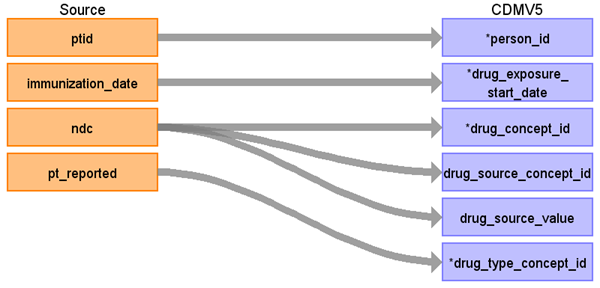 Source CDMV5
ptid *person_id
immunization_date *drug_exposure_
start_date
ndc *drug_concept_id
pt_reported drug_source_concept_id
drug_source_value
*drug_type_concept_id